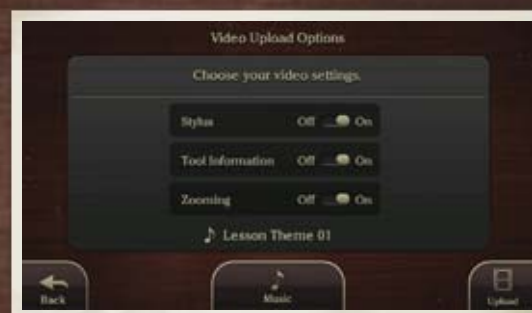 Video Upload Options
Choose your video settings.
Stylus Off On
Tool Information Off On
Zooming Off On
♪ Lesson Theme 01
Back
Music
Upload